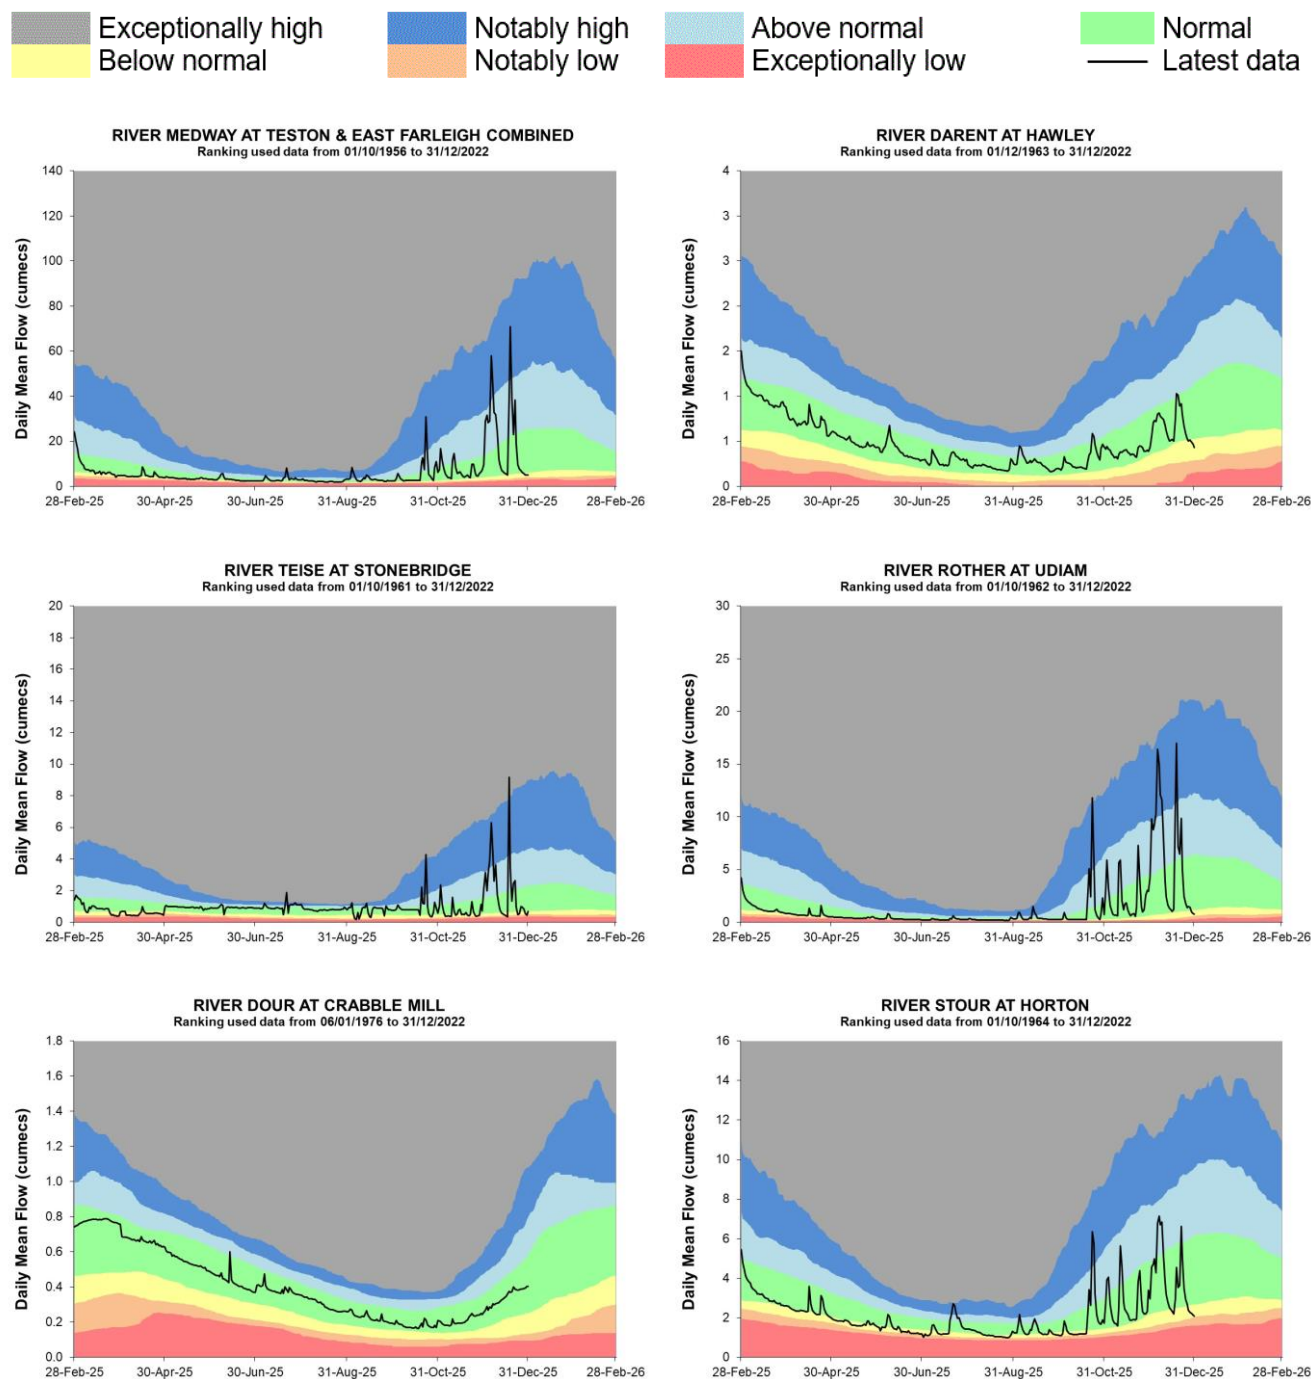 Exceptionally high Notably high Above normal Normal
Below normal Notably low Exceptionally low Latest data
RIVER MEDWAY AT TESTON & EAST FARLEIGH COMBINED
Ranking used data from 01/10/1956 to 31/12/2022
Daily Mean Flow (cumecs)
140
120
100
80
60
40
20
0
28-Feb-25 30-Apr-25 30-Jun-25 31-Aug-25 31-Oct-25 31-Dec-25 28-Feb-26
RIVER DARENT AT HAWLEY
Ranking used data from 01/12/1963 to 31/12/2022
Daily Mean Flow (cumecs)
4
3
3
2
2
1
1
0
28-Feb-25 30-Apr-25 30-Jun-25 31-Aug-25 31-Oct-25 31-Dec-25 28-Feb-26
RIVER TEISE AT STONEBRIDGE
Ranking used data from 01/10/1961 to 31/12/2022
Daily Mean Flow (cumecs)
20
18
16
14
12
10
8
6
4
2
0
28-Feb-25 30-Apr-25 30-Jun-25 31-Aug-25 31-Oct-25 31-Dec-25 28-Feb-26
RIVER ROTHER AT UDIAM
Ranking used data from 01/10/1962 to 31/12/2022
Daily Mean Flow (cumecs)
30
25
20
15
10
5
0
28-Feb-25 30-Apr-25 30-Jun-25 31-Aug-25 31-Oct-25 31-Dec-25 28-Feb-26
RIVER DOUR AT CRABBLE MILL
Ranking used data from 06/01/1976 to 31/12/2022
Daily Mean Flow (cumecs)
1.8
1.6
1.4
1.2
1.0
0.8
0.6
0.4
0.2
0.0
28-Feb-25 30-Apr-25 30-Jun-25 31-Aug-25 31-Oct-25 31-Dec-25 28-Feb-26
RIVER STOUR AT HORTON
Ranking used data from 01/10/1964 to 31/12/2022
Daily Mean Flow (cumecs)
16
14
12
10
8
6
4
2
0
28-Feb-25 30-Apr-25 30-Jun-25 31-Aug-25 31-Oct-25 31-Dec-25 28-Feb-26